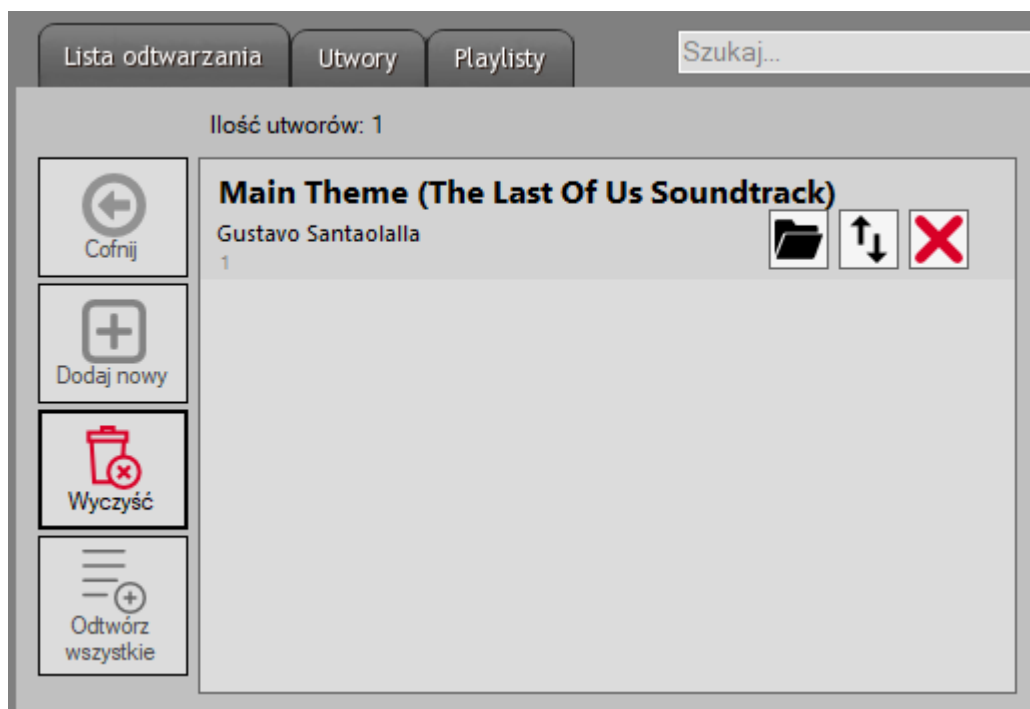 Lista odtwarzania
Utwory
Playlisty
Szukaj...
Ilość utworów: 1
Cofnij
Dodaj nowy
Wyczyść
Odtwórz
wszystkie
Main Theme (The Last Of Us Soundtrack)
Gustavo Santaolalla
1